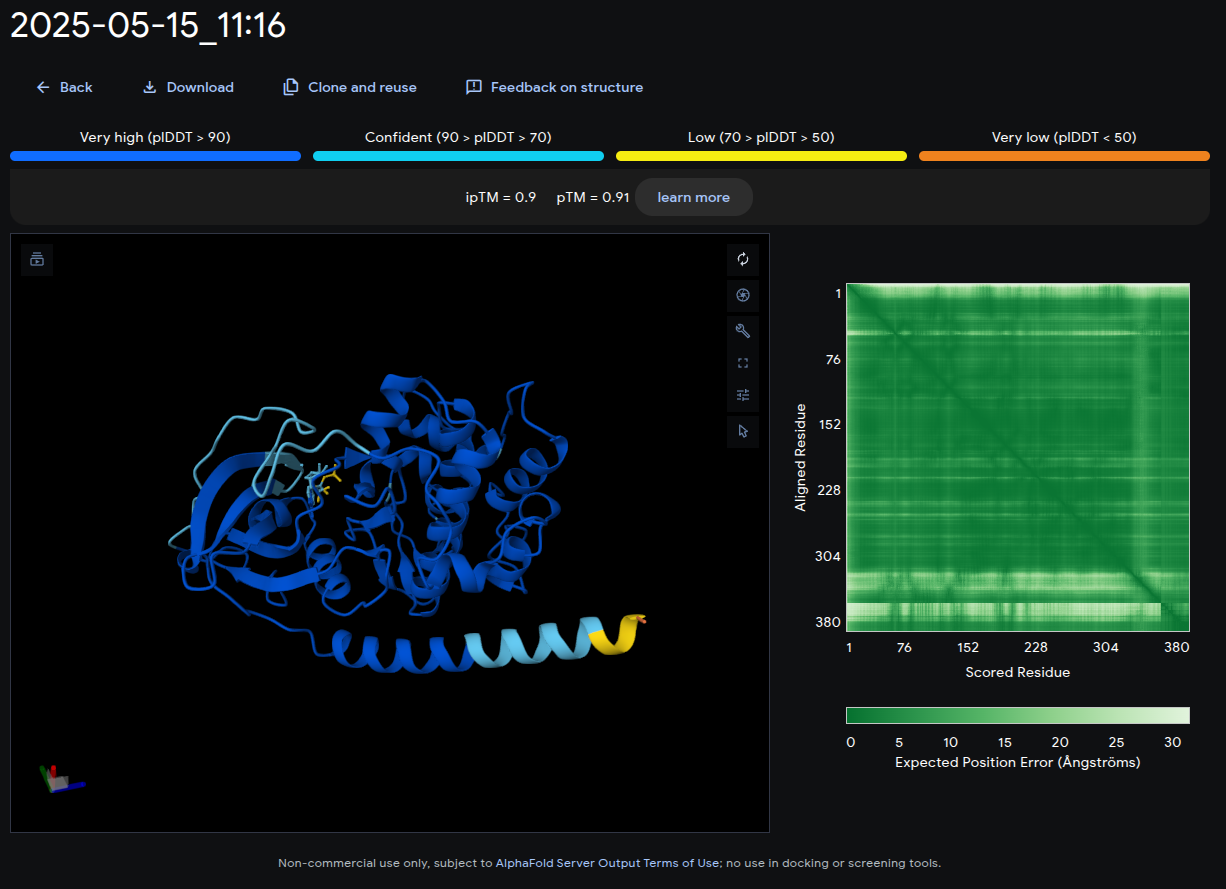 2025-05-15_11:16
Back Download Clone and reuse Feedback on structure
Very high (plDDT > 90) Confident (90 > plDDT > 70) Low (70 > plDDT > 50) Very low (plDDT < 50)
ipTM = 0.9 pTM = 0.91 learn more
1
76
152
228
304
380
Aligned Residue
1 76 152 228 304 380
Scored Residue
0 5 10 15 20 25 30
Expected Position Error (Ångströms)
Non-commercial use only, subject to AlphaFold Server Output Terms of Use; no use in docking or screening tools.